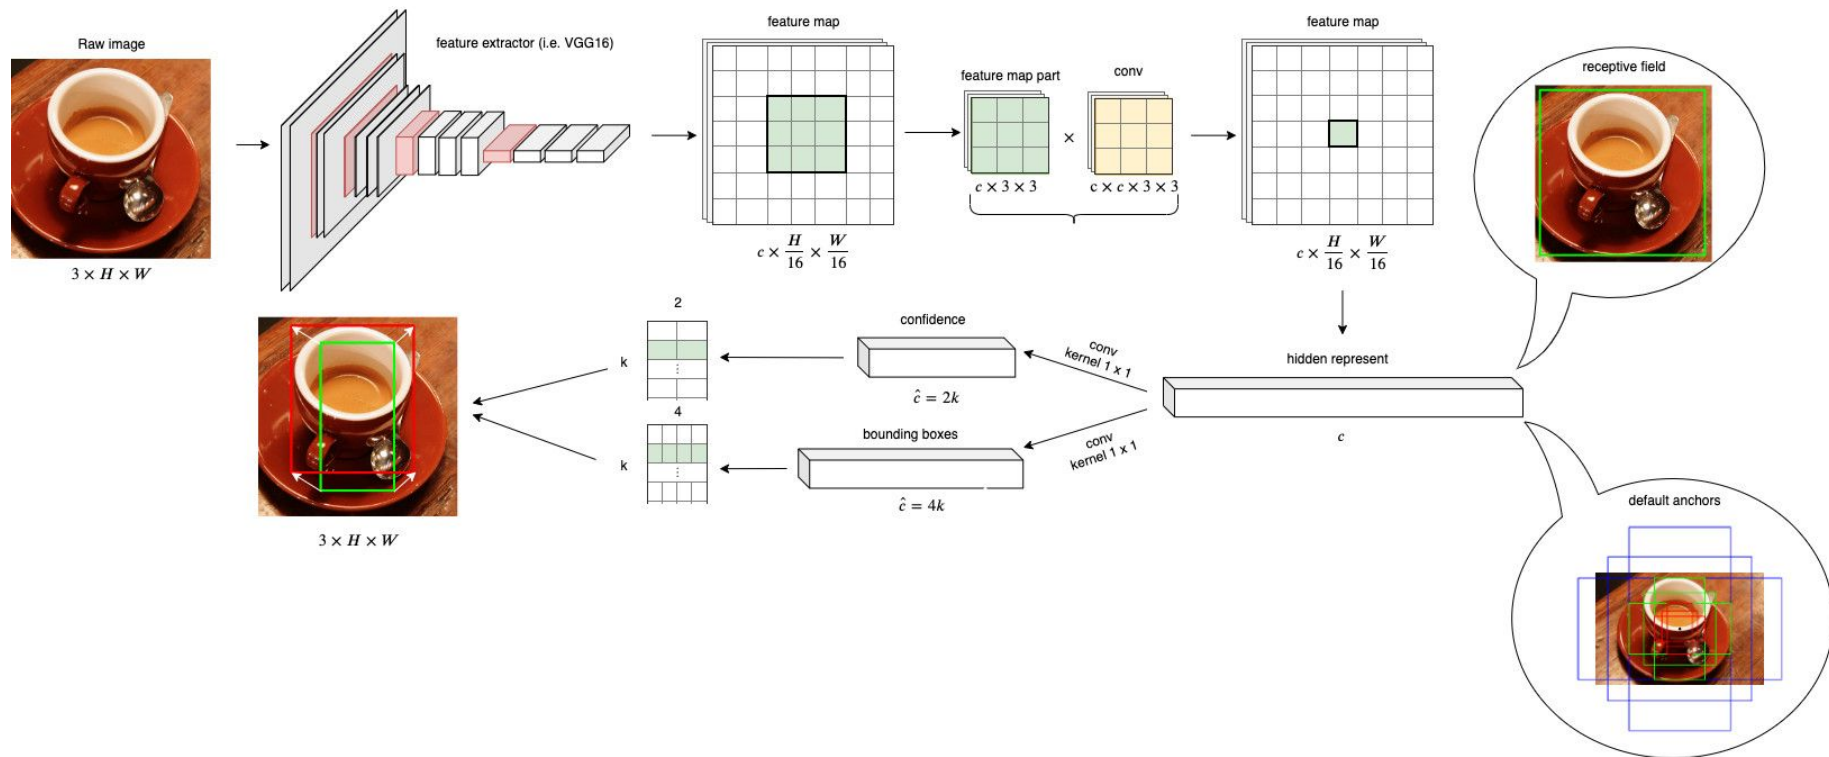 Raw image
3 × H × W
feature extractor (i.e. VGG16)
feature map
c × H/16 × W/16
feature map part
c × 3 × 3
×
conv
c × c × 3 × 3
feature map
c × H/16 × W/16
receptive field
hidden represent
c
default anchors
conv
kernel 1 x 1
confidence
ĉ = 2k
2
k
⋮
conv
kernel 1 x 1
bounding boxes
ĉ = 4k
4
k
⋮
3 × H × W